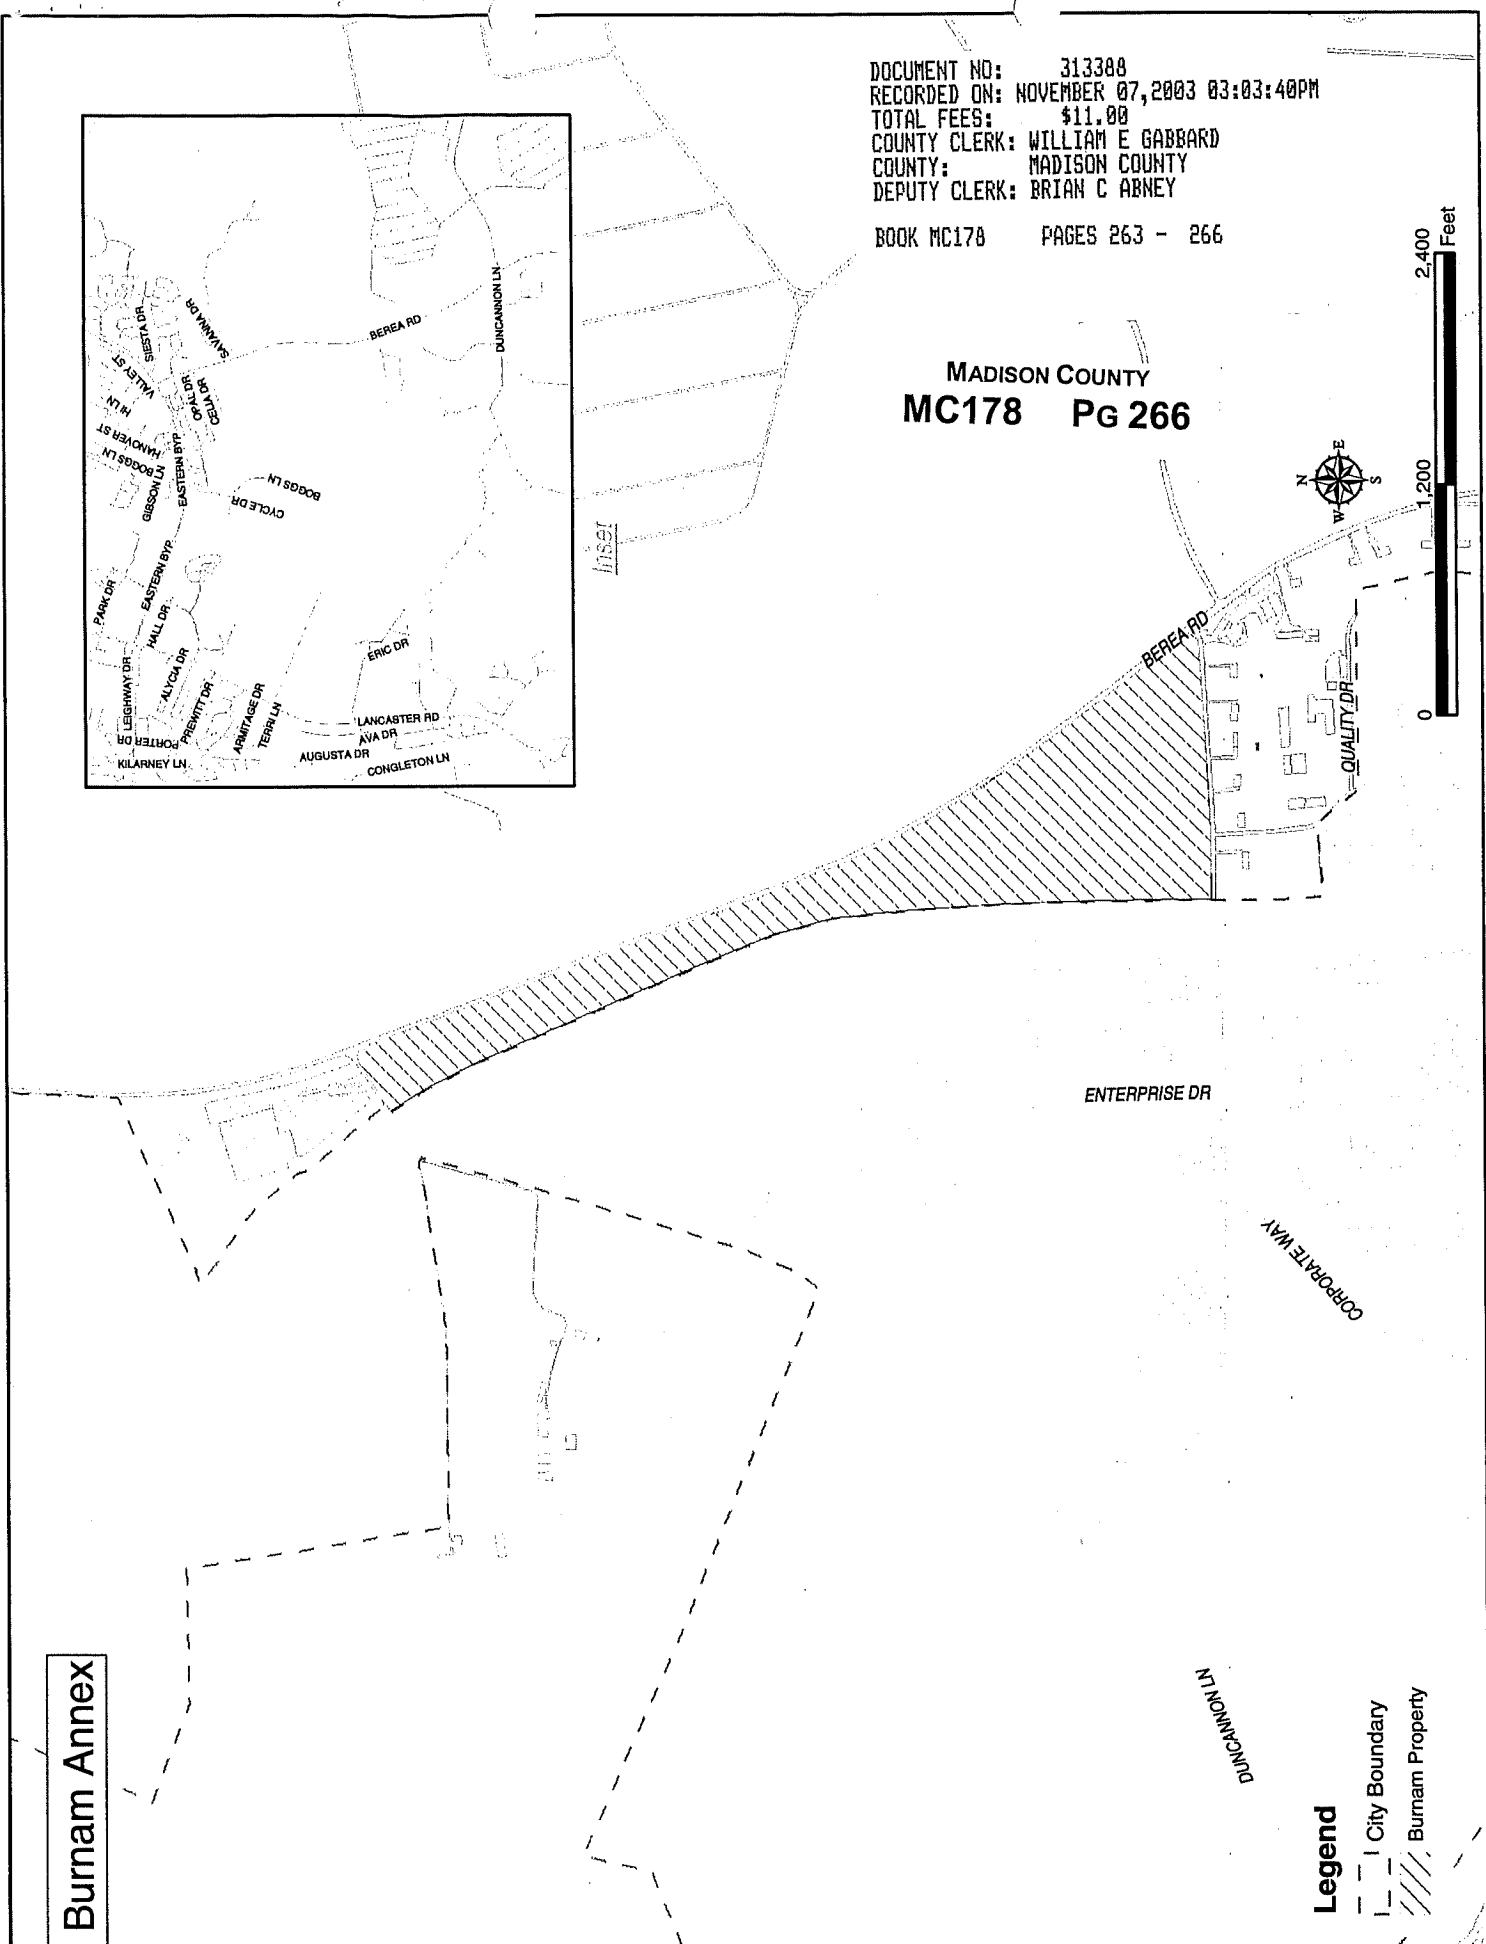 DOCUMENT NO: 313388
RECORDED ON: NOVEMBER 07,2003 03:03:40PM
TOTAL FEES: $11.00
COUNTY CLERK: WILLIAM E GABBARD
COUNTY: MADISON COUNTY
DEPUTY CLERK: BRIAN C ABNEY
BOOK MC178 PAGES 263 - 266
MADISON COUNTY
MC178 PG 266
Burnam Annex
Inset
SIESTA DR
SAVANNA DR
VALLEY ST
OPAL DR
CELIA DR
HI LN
HANOVER ST
BOGGS LN
GIBSON LN
EASTERN BYP
BEREA RD
DUNCANNON LN
BOGGS LN
CYCLE DR
PARK DR
EASTERN BYP
HALL DR
LEIGHWAY DR
ALYCIA DR
PREWITT DR
PORTER DR
KILARNEY LN
ARMITAGE DR
TERRI LN
ERIC DR
LANCASTER RD
AVA DR
AUGUSTA DR
CONGLETON LN
N
E
S
W
0 1,200 2,400
Feet
BEREA RD
QUALITY DR
ENTERPRISE DR
CORPORATE WAY
DUNCANNON LN
Legend
City Boundary
Burnam Property